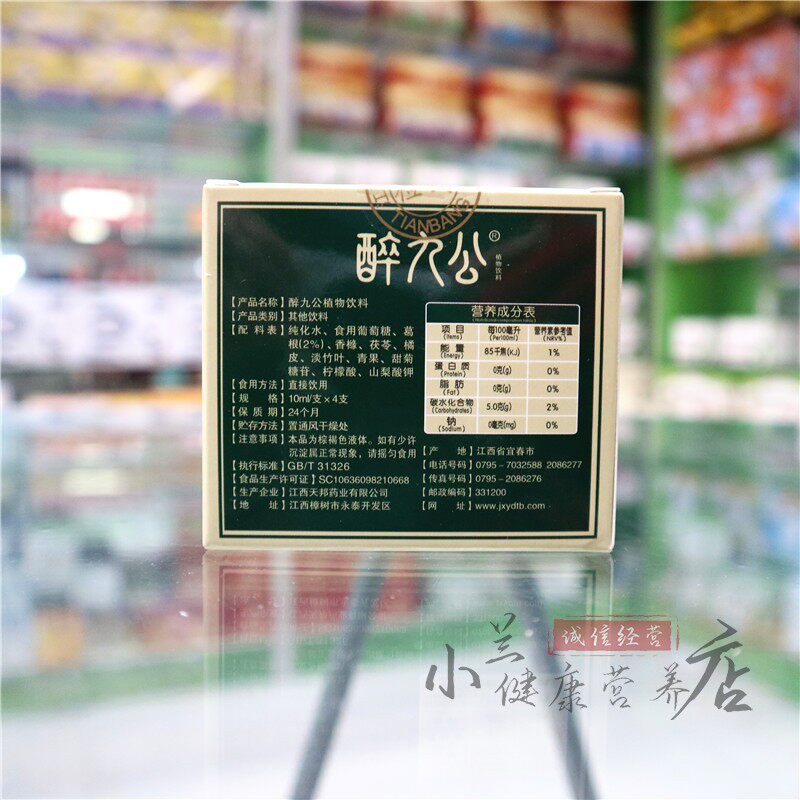 TIANBANG
醉九公®
植物饮料
【产品名称】醉九公植物饮料
【产品类别】其他饮料
【配 料 表】纯化水、食用葡萄糖、葛
根(2%)、香橼、茯苓、橘
皮、淡竹叶、青果、甜菊
糖苷、柠檬酸、山梨酸钾
【食用方法】直接饮用
【规 格】10ml/支×4支
【保 质 期】24个月
【贮存方法】置通风干燥处
【注意事项】本品为棕褐色液体。如有少许
沉淀属正常现象，请摇匀食用
【执行标准】GB/T 31326
【食品生产许可证】SC10636098210668
【生产企业】江西天邦药业有限公司
【地 址】江西樟树市永泰开发区
营养成分表
项目 每100毫升 营养素参考值
(Items) (Per100ml) (NRV%)
能 量 85千焦(KJ) 1%
(Energy)
蛋 白 质 0克(g) 0%
(Protein)
脂 肪 0克(g) 0%
(Fat)
碳水化合物 5.0克(g) 2%
(Carbohydrates)
钠 0毫克(mg) 0%
(Sodium)
【产 地】江西省宜春市
【电话号码】0795-7032588 2086277
【传真号码】0795-2086276
【邮政编码】331200
【网 址】www.jxydtb.com
诚信经营
小兰健康营养店